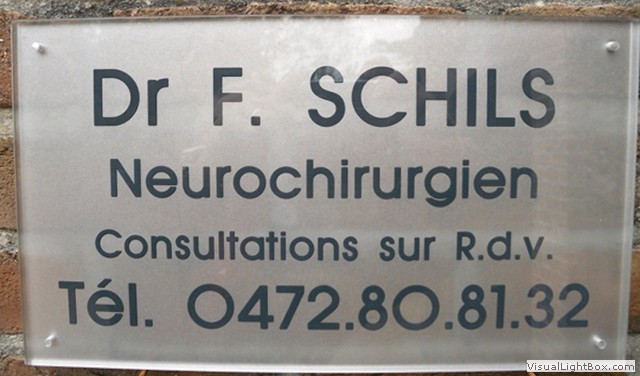 Dr F. SCHILS
Neurochirurgien
Consultations sur R.d.v.
Tél. 0472.80.81.32
VisualLightBox.com